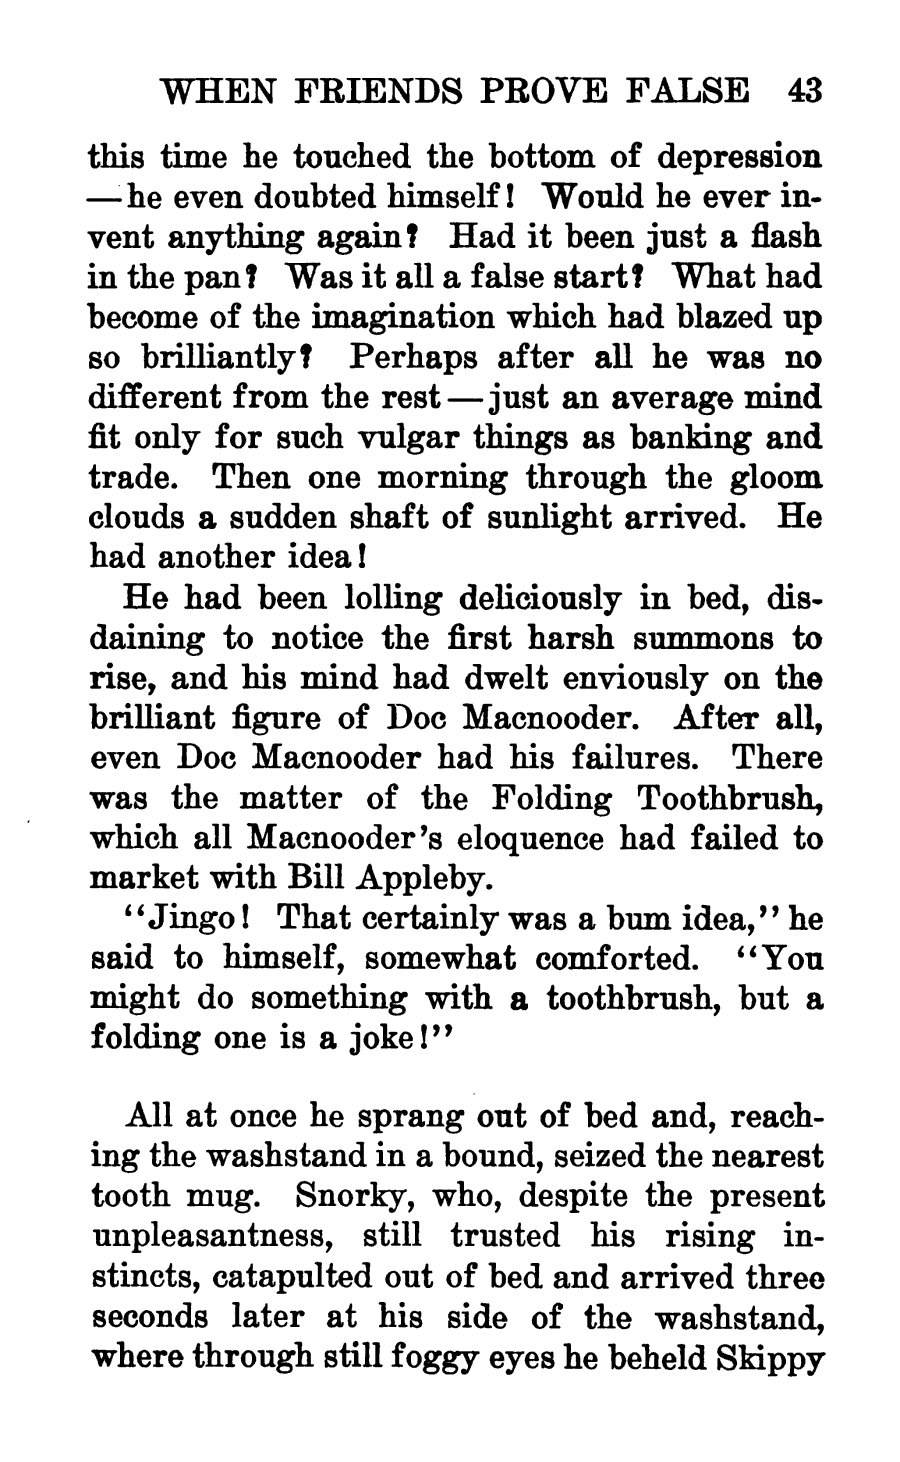 WHEN FRIENDS PROVE FALSE 43
this time he touched the bottom of depression
—he even doubted himself! Would he ever in-
vent anything again? Had it been just a flash
in the pan? Was it all a false start? What had
become of the imagination which had blazed up
so brilliantly? Perhaps after all he was no
different from the rest—just an average mind
fit only for such vulgar things as banking and
trade. Then one morning through the gloom
clouds a sudden shaft of sunlight arrived. He
had another idea!
He had been lolling deliciously in bed, dis-
daining to notice the first harsh summons to
rise, and his mind had dwelt enviously on the
brilliant figure of Doc Macnooder. After all,
even Doc Macnooder had his failures. There
was the matter of the Folding Toothbrush,
which all Macnooder's eloquence had failed to
market with Bill Appleby.
"Jingo! That certainly was a bum idea," he
said to himself, somewhat comforted. "You
might do something with a toothbrush, but a
folding one is a joke!"
All at once he sprang out of bed and, reach-
ing the washstand in a bound, seized the nearest
tooth mug. Snorky, who, despite the present
unpleasantness, still trusted his rising in-
stincts, catapulted out of bed and arrived three
seconds later at his side of the washstand,
where through still foggy eyes he beheld Skippy